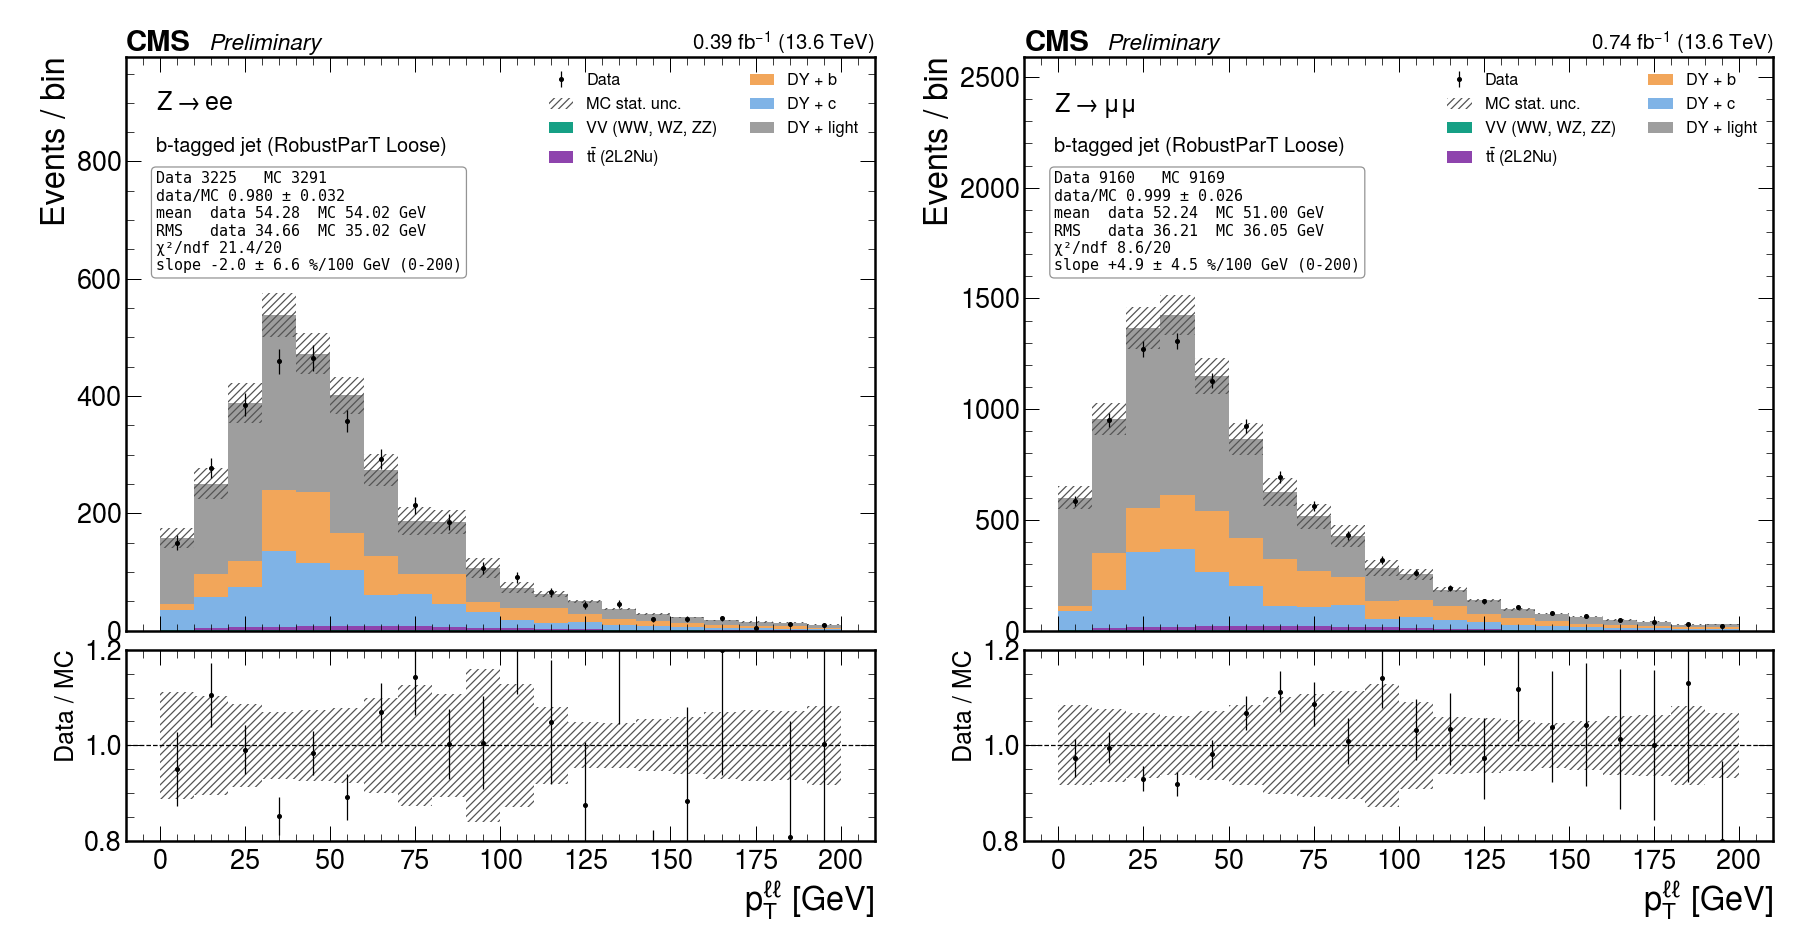 CMS Preliminary 0.39 fb⁻¹ (13.6 TeV)
Events / bin
Z → ee
b-tagged jet (RobustParT Loose)
Data 3225 MC 3291
data/MC 0.980 ± 0.032
mean data 54.28 MC 54.02 GeV
RMS data 34.66 MC 35.02 GeV
χ²/ndf 21.4/20
slope -2.0 ± 6.6 %/100 GeV (0-200)
Data
MC stat. unc.
VV (WW, WZ, ZZ)
tt̄ (2L2Nu)
DY + b
DY + c
DY + light
800
600
400
200
0
Data / MC
1.2
1.0
0.8
0 25 50 75 100 125 150 175 200
p_T^ℓℓ [GeV]
CMS Preliminary 0.74 fb⁻¹ (13.6 TeV)
Events / bin
Z → μμ
b-tagged jet (RobustParT Loose)
Data 9160 MC 9169
data/MC 0.999 ± 0.026
mean data 52.24 MC 51.00 GeV
RMS data 36.21 MC 36.05 GeV
χ²/ndf 8.6/20
slope +4.9 ± 4.5 %/100 GeV (0-200)
Data
MC stat. unc.
VV (WW, WZ, ZZ)
tt̄ (2L2Nu)
DY + b
DY + c
DY + light
2500
2000
1500
1000
500
0
Data / MC
1.2
1.0
0.8
0 25 50 75 100 125 150 175 200
p_T^ℓℓ [GeV]